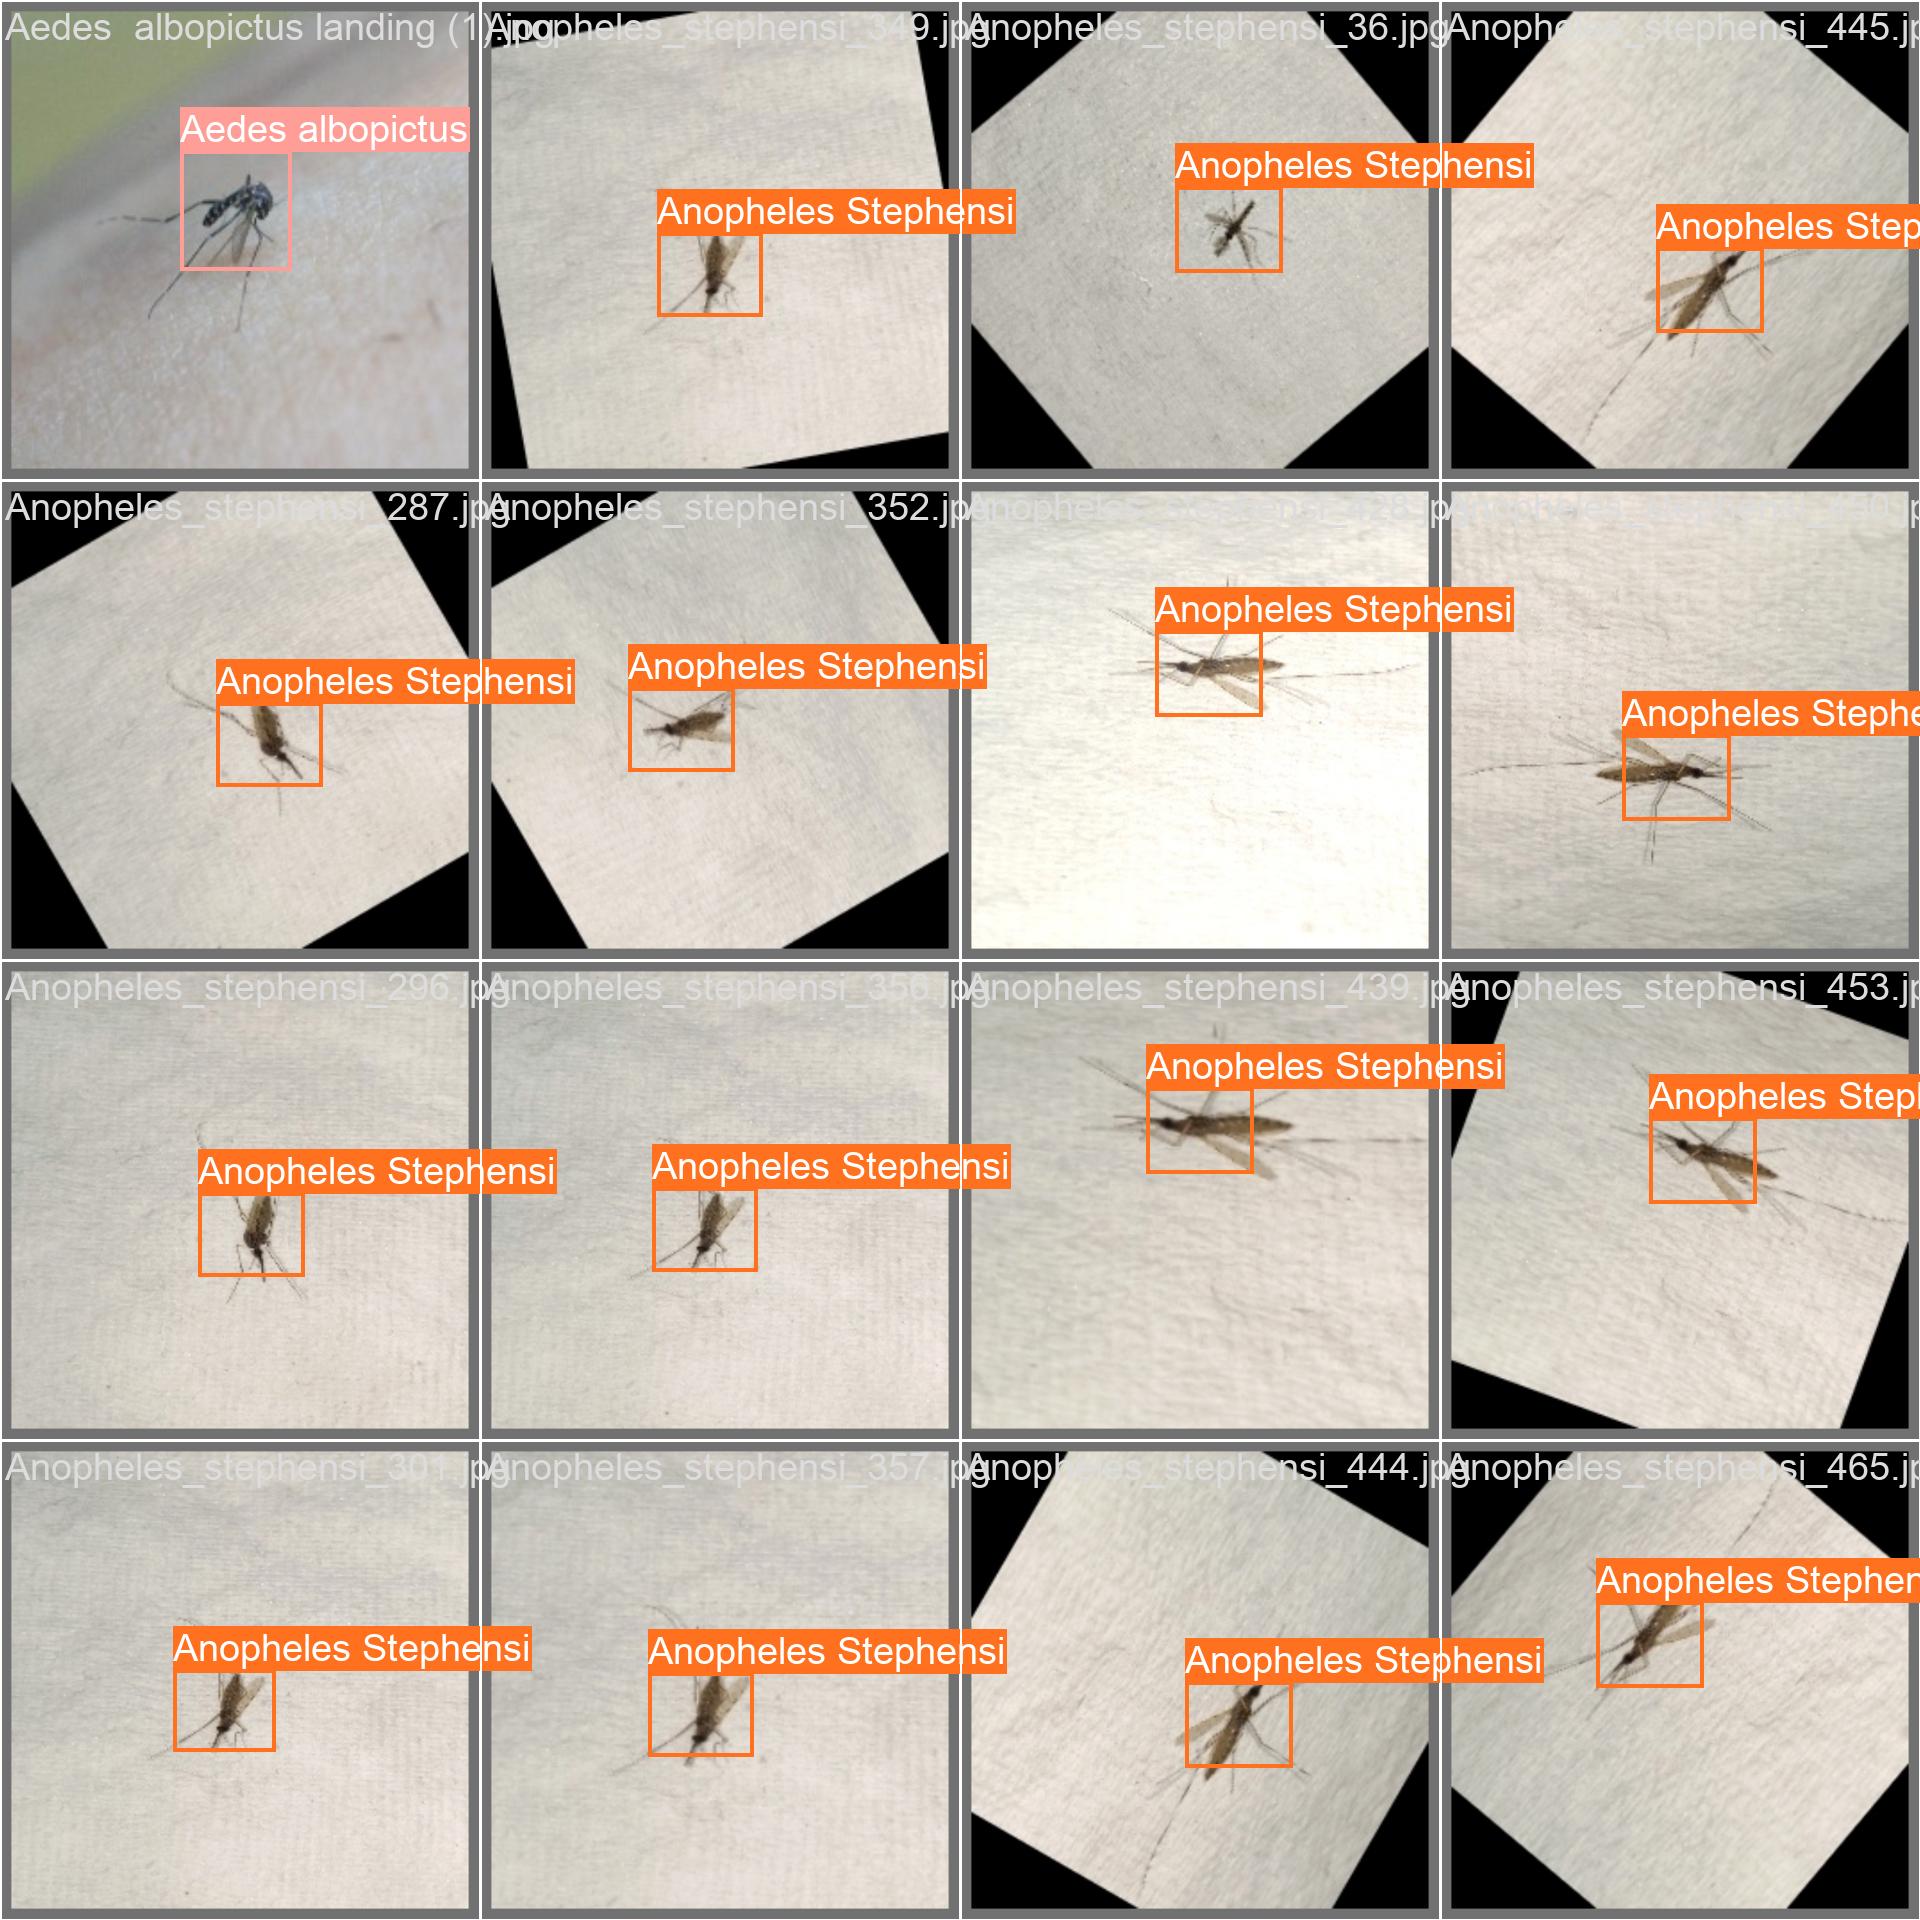 Aedes  albopictus landing (1).jpg
Anopheles_stephensi_349.jpg
Anopheles_stephensi_36.jpg
Anopheles_stephensi_445.jp
Aedes albopictus
Anopheles Stephensi
Anopheles Stephensi
Anopheles Step
Anopheles_stephensi_287.jpg
Anopheles_stephensi_352.jpg
Anopheles Stephensi
Anopheles Stephensi
Anopheles Stephensi
Anopheles Stephe
Anopheles_stephensi_296.jpg
Anopheles_stephensi_439.jpg
Anopheles_stephensi_453.jp
Anopheles Stephensi
Anopheles Stephensi
Anopheles Stephensi
Anopheles Step
Anopheles_stephensi_301.jpg
Anopheles_stephensi_357.jpg
Anopheles_stephensi_444.jpg
Anopheles_stephensi_465.jp
Anopheles Stephensi
Anopheles Stephensi
Anopheles Stephensi
Anopheles Stephen